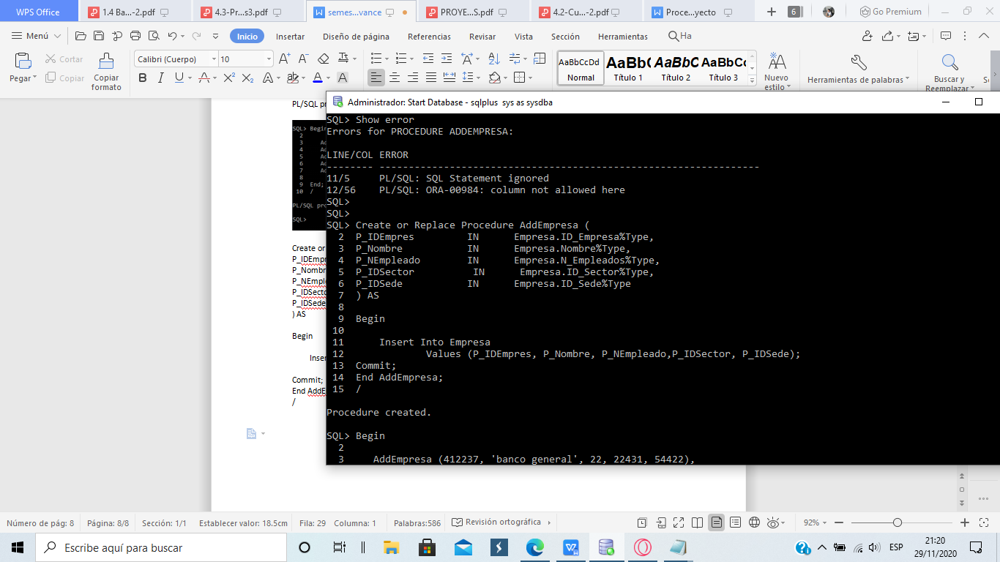 WPS Office
1.4 Ba...-2.pdf
4.3-Pr...s3.pdf
semes...vance
PROYE...S.pdf
4.2-Cu...-2.pdf
Proce...yecto
6
Go Premium
Menú
Inicio
Insertar
Diseño de página
Referencias
Revisar
Vista
Sección
Herramientas
Ha
Pegar
Cortar
Copiar
Copiar formato
Calibri (Cuerpo)
10
AaBbCcDd
Normal
AaBb(
Título 1
AaBbC
Título 2
AaBbC
Título 3
Nuevo estilo
Herramientas de palabras
Buscar y Reemplazar
PL/SQL pr
SQL> Begin
2
3 Ad
4 Ad
5 Ad
6 Ad
7 Ad
8
9 End;
10 /
PL/SQL pro
SQL>
Create or
P_IDEmpr
P_Nombr
P_NEmple
P_IDSecto
P_IDSede
) AS
Begin
Inser
Commit;
End AddE
/
Administrador: Start Database - sqlplus sys as sysdba
SQL> Show error
Errors for PROCEDURE ADDEMPRESA:
LINE/COL ERROR
-------- -----------------------------------------------------------------
11/5 PL/SQL: SQL Statement ignored
12/56 PL/SQL: ORA-00984: column not allowed here
SQL>
SQL>
SQL> Create or Replace Procedure AddEmpresa (
2 P_IDEmpres IN Empresa.ID_Empresa%Type,
3 P_Nombre IN Empresa.Nombre%Type,
4 P_NEmpleado IN Empresa.N_Empleados%Type,
5 P_IDSector IN Empresa.ID_Sector%Type,
6 P_IDSede IN Empresa.ID_Sede%Type
7 ) AS
8
9 Begin
10
11 Insert Into Empresa
12 Values (P_IDEmpres, P_Nombre, P_NEmpleado,P_IDSector, P_IDSede);
13 Commit;
14 End AddEmpresa;
15 /
Procedure created.
SQL> Begin
2
3 AddEmpresa (412237, 'banco general', 22, 22431, 54422),
Número de pág: 8
Página: 8/8
Sección: 1/1
Establecer valor: 18.5cm
Fila: 29
Columna: 1
Palabras:586
Revisión ortográfica
92%
Escribe aquí para buscar
ESP
21:20
29/11/2020